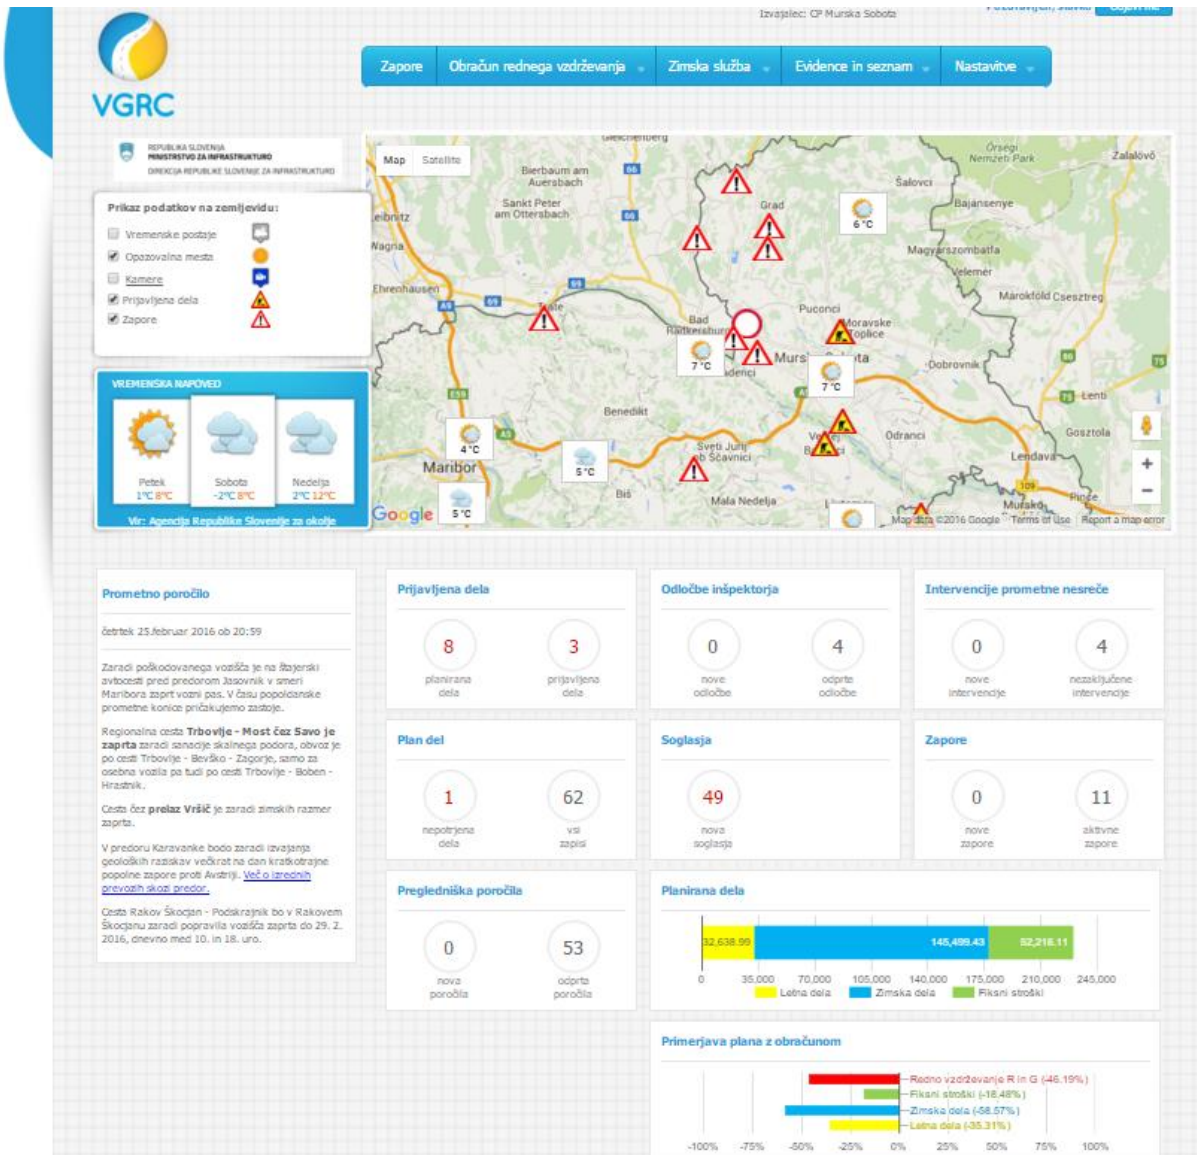 Izvajalec: CP Murska Sobota
VGRC
Zapore
Obračun rednega vzdrževanja
Zimska služba
Evidence in seznam
Nastavitve
REPUBLIKA SLOVENIJA
MINISTRSTVO ZA INFRASTRUKTURO
DIREKCIJA REPUBLIKE SLOVENIJE ZA INFRASTRUKTURO
Prikaz podatkov na zemljevidu:
Vremenske postaje
Opazovalna mesta
Kamere
Prijavljena dela
Zapore
VREMENSKA NAPOVED
Petek
Sobota
Nedelja
1°C 8°C
-2°C 8°C
2°C 12°C
Vir: Agencija Republike Slovenije za okolje
Map
Satellite
Bierbaum am
Auersbach
Sankt Peter
am Ottersbach
66
66
Grad
Šalovci
Őrségi
Nemzeti Park
Zalalövő
Bajánsenye
6°C
Wagna
Magyarszombatfa
Velemér
Ehrenhausen
69
69
A9
Marokföld
Csesztreg
Puconci
Moravske
Toplice
Bad
7°C
7°C
Dobrovnik
75
75
Lenti
E59
Benedikt
Gosztola
Odranci
A5
4°C
Maribor
5°C
Sveti Jurij
ob Ščavnici
Lendava
109
Biš
Mala Nedelja
Pince
5°C
Google
Map data ©2016 Google
Terms of Use
Report a map error
Prometno poročilo
četrtek 25.februar 2016 ob 20:59
Zaradi poškodovanega vozišča je na štajerski
avtocesti pred predorom Jasovnik v smeri
Maribora zaprt vozni pas. V času popoldanske
prometne konice pričakujemo zastoje.
Regionalna cesta Trbovlje - Most čez Savo je
zaprta zaradi sanacije skalnega podora, obvoz je
po cesti Trbovlje - Bevško - Zagorje, samo za
osebna vozila pa tudi po cesti Trbovlje - Boben -
Hrastnik.
Cesta čez prelaz Vršič je zaradi zimskih razmer
zaprta.
V predoru Karavanke bodo zaradi izvajanja
geoloških raziskav večkrat na dan kratkotrajne
popolne zapore proti Avstriji. Več o izrednih
prevozih skozi predor.
Cesta Rakov Škocjan - Podskrajnik bo v Rakovem
Škocjanu zaradi popravila vozišča zaprta do 29. 2.
2016, dnevno med 10. in 18. uro.
Prijavljena dela
8
3
planirana
dela
prijavljena
dela
Odločbe inšpektorja
0
4
nove
odločbe
odprte
odločbe
Intervencije prometne nesreče
0
4
nove
intervencije
nezaključene
intervencije
Plan del
1
62
nepotrjena
dela
vsi
zapisi
Soglasja
49
nova
soglasja
Zapore
0
11
nove
zapore
aktivne
zapore
Pregledniška poročila
0
53
nova
poročila
odprta
poročila
Planirana dela
32,638.99
145,499.43
52,216.11
0
35,000
70,000
105,000
140,000
175,000
210,000
245,000
Letna dela
Zimska dela
Fiksni stroški
Primerjava plana z obračunom
Redno vzdrževanje R in G (-46.19%)
Fiksni stroški (-18.48%)
Zimska dela (-58.57%)
Letna dela (-35.31%)
-100%
-75%
-50%
-25%
0%
25%
50%
75%
100%